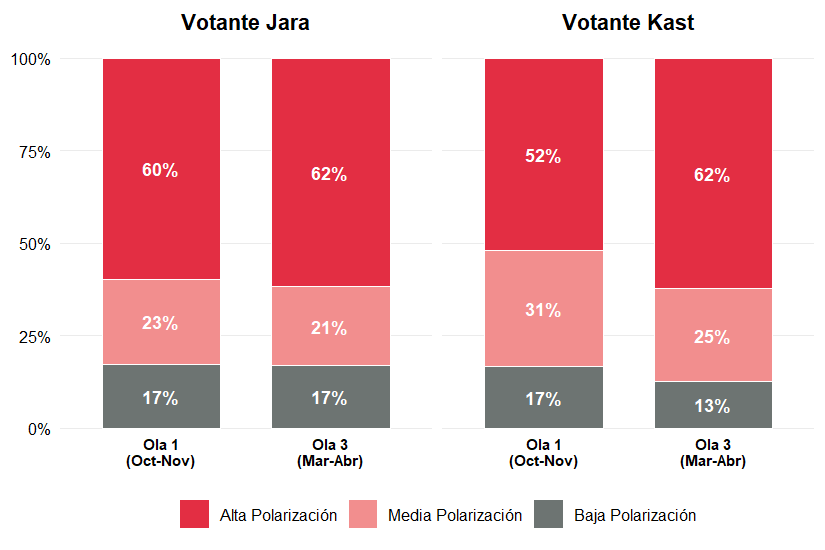 Votante Jara
Votante Kast
100%
75%
50%
25%
0%
60%
23%
17%
62%
21%
17%
52%
31%
17%
62%
25%
13%
Ola 1
(Oct-Nov)
Ola 3
(Mar-Abr)
Ola 1
(Oct-Nov)
Ola 3
(Mar-Abr)
Alta Polarización
Media Polarización
Baja Polarización